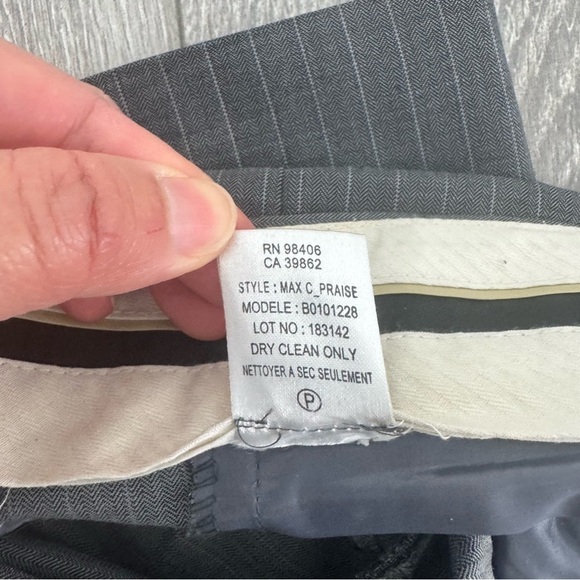 RN 98406
CA 39862
STYLE : MAX C_PRAISE
MODELE : B0101228
LOT NO : 183142
DRY CLEAN ONLY
NETTOYER A SEC SEULEMENT
P